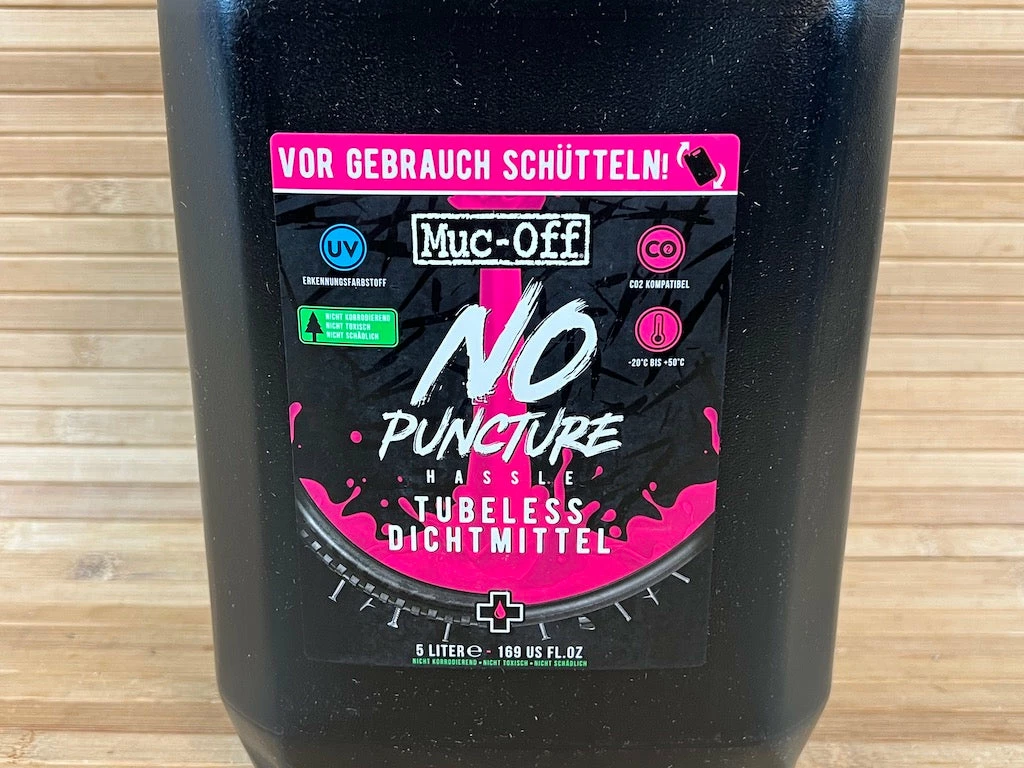 VOR GEBRAUCH SCHÜTTELN!
Muc-Off
UV
ERKENNUNGSFARBSTOFF
CO2
CO2 KOMPATIBEL
NICHT KORRODIEREND
NICHT TOXISCH
NICHT SCHÄDLICH
-20°C BIS +50°C
NO
PUNCTURE
HASSLE
TUBELESS
DICHTMITTEL
5 LITER ℮ - 169 US FL.OZ
NICHT KORRODIEREND - NICHT TOXISCH - NICHT SCHÄDLICH